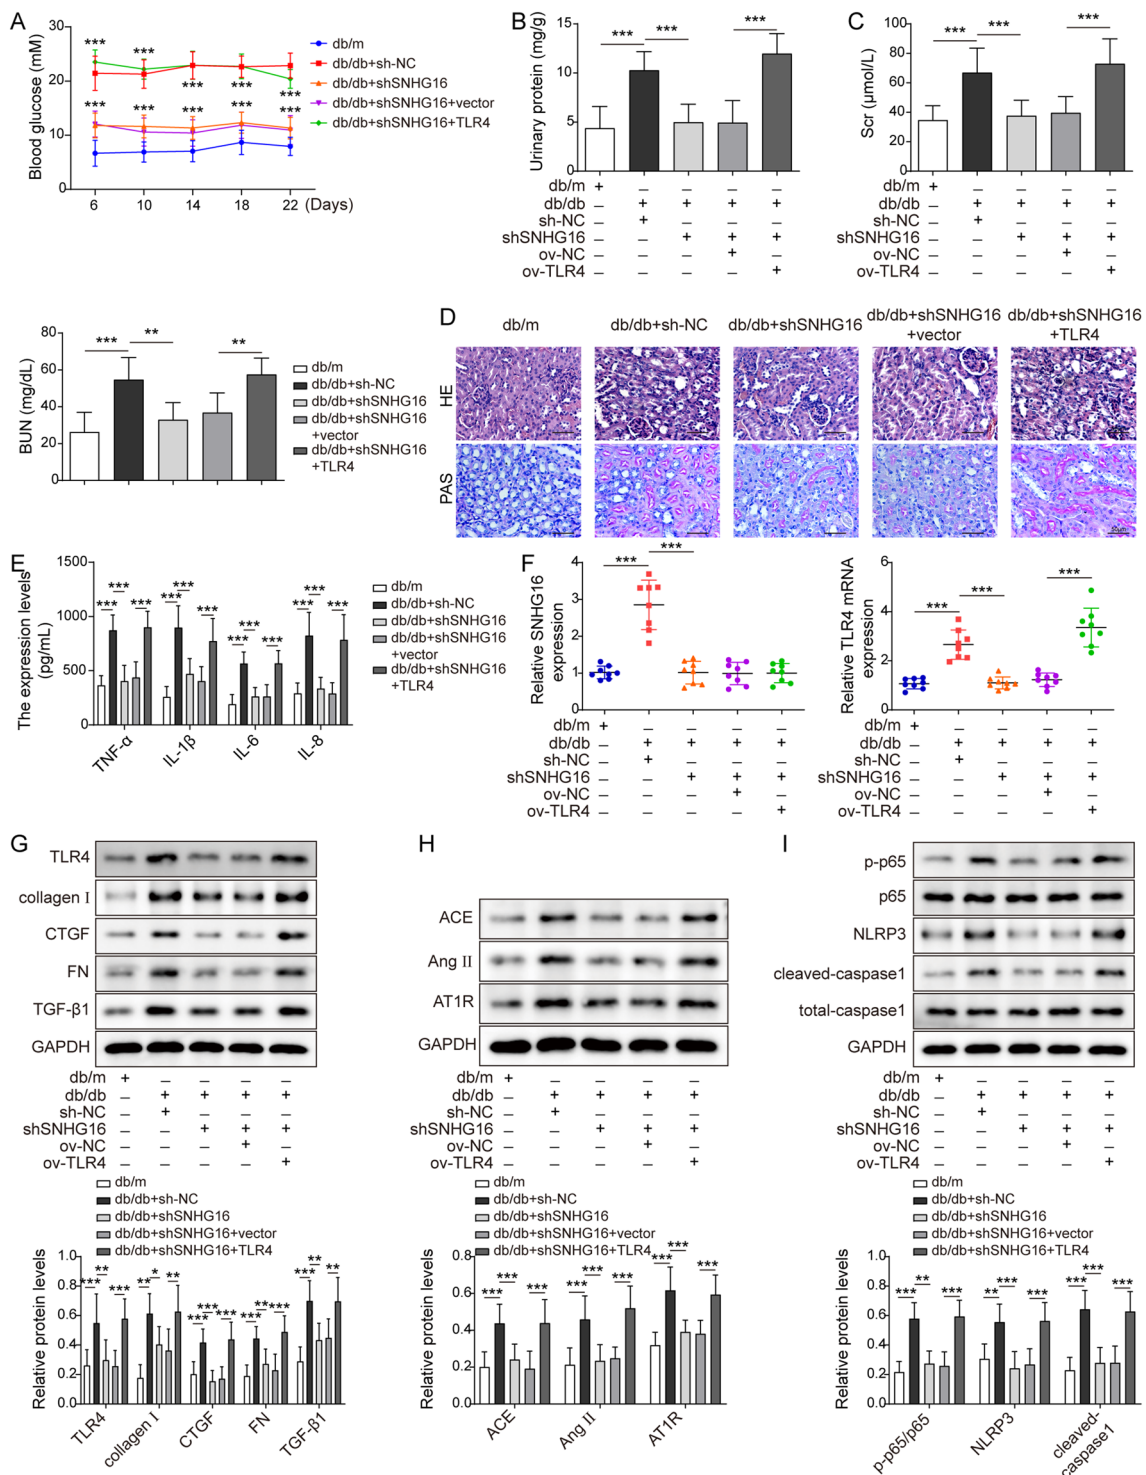 A
Blood glucose (mM)
30
20
10
0
6 10 14 18 22 (Days)
*** *** *** *** ***
*** *** *** *** ***
db/m
db/db+sh-NC
db/db+shSNHG16
db/db+shSNHG16+vector
db/db+shSNHG16+TLR4
B
Urinary protein (mg/g)
15
10
5
0
*** *** ***
db/m + – – – –
db/db – + + + +
sh-NC – + – – –
shSNHG16 – – + + +
ov-NC – – – + –
ov-TLR4 – – – – +
C
Scr (μmol/L)
100
80
60
40
20
0
*** *** ***
db/m + – – – –
db/db – + + + +
sh-NC – + – – –
shSNHG16 – – + + +
ov-NC – – – + –
ov-TLR4 – – – – +
BUN (mg/dL)
80
60
40
20
0
*** ** **
db/m
db/db+sh-NC
db/db+shSNHG16
db/db+shSNHG16
+vector
db/db+shSNHG16
+TLR4
D
db/m
db/db+sh-NC
db/db+shSNHG16
db/db+shSNHG16
+vector
db/db+shSNHG16
+TLR4
HE
PAS
E
The expression levels
(pg/mL)
1500
1000
500
0
*** *** *** *** *** *** *** *** *** *** *** ***
TNF-α IL-1β IL-6 IL-8
db/m
db/db+sh-NC
db/db+shSNHG16
db/db+shSNHG16
+vector
db/db+shSNHG16
+TLR4
F
Relative SNHG16
expression
4
3
2
1
0
*** ***
db/m + – – – –
db/db – + + + +
sh-NC – + – – –
shSNHG16 – – + + +
ov-NC – – – + –
ov-TLR4 – – – – +
Relative TLR4 mRNA
expression
6
4
2
0
*** *** ***
db/m + – – – –
db/db – + + + +
sh-NC – + – – –
shSNHG16 – – + + +
ov-NC – – – + –
ov-TLR4 – – – – +
G
TLR4
collagen I
CTGF
FN
TGF-β1
GAPDH
db/m + – – – –
db/db – + + + +
sh-NC – + – – –
shSNHG16 – – + + +
ov-NC – – – + –
ov-TLR4 – – – – +
db/m
db/db+sh-NC
db/db+shSNHG16
db/db+shSNHG16+vector
db/db+shSNHG16+TLR4
Relative protein levels
1.0
0.8
0.6
0.4
0.2
0.0
*** ** *** ** * ** *** *** *** *** ** *** *** ** **
TLR4 collagen I CTGF FN TGF-β1
H
ACE
Ang II
AT1R
GAPDH
db/m + – – – –
db/db – + + + +
sh-NC – + – – –
shSNHG16 – – + + +
ov-NC – – – + –
ov-TLR4 – – – – +
db/m
db/db+sh-NC
db/db+shSNHG16
db/db+shSNHG16+vector
db/db+shSNHG16+TLR4
Relative protein levels
0.8
0.6
0.4
0.2
0.0
*** *** *** *** *** *** *** *** ***
ACE Ang II AT1R
I
p-p65
p65
NLRP3
cleaved-caspase1
total-caspase1
GAPDH
db/m + – – – –
db/db – + + + +
sh-NC – + – – –
shSNHG16 – – + + +
ov-NC – – – + –
ov-TLR4 – – – – +
db/m
db/db+sh-NC
db/db+shSNHG16
db/db+shSNHG16+vector
db/db+shSNHG16+TLR4
Relative protein levels
1.0
0.8
0.6
0.4
0.2
0.0
*** ** *** ** *** *** *** *** ***
p-p65/p65 NLRP3 cleaved-
caspase1